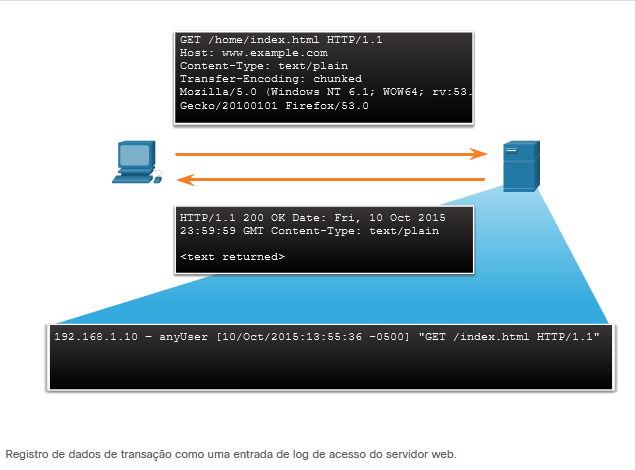 GET /home/index.html HTTP/1.1
Host: www.example.com
Content-Type: text/plain
Transfer-Encoding: chunked
Mozilla/5.0 (Windows NT 6.1; WOW64; rv:53.
Gecko/20100101 Firefox/53.0
HTTP/1.1 200 OK Date: Fri, 10 Oct 2015
23:59:59 GMT Content-Type: text/plain
<text returned>
192.168.1.10 - anyUser [10/Oct/2015:13:55:36 -0500] "GET /index.html HTTP/1.1"
Registro de dados de transação como uma entrada de log de acesso do servidor web.